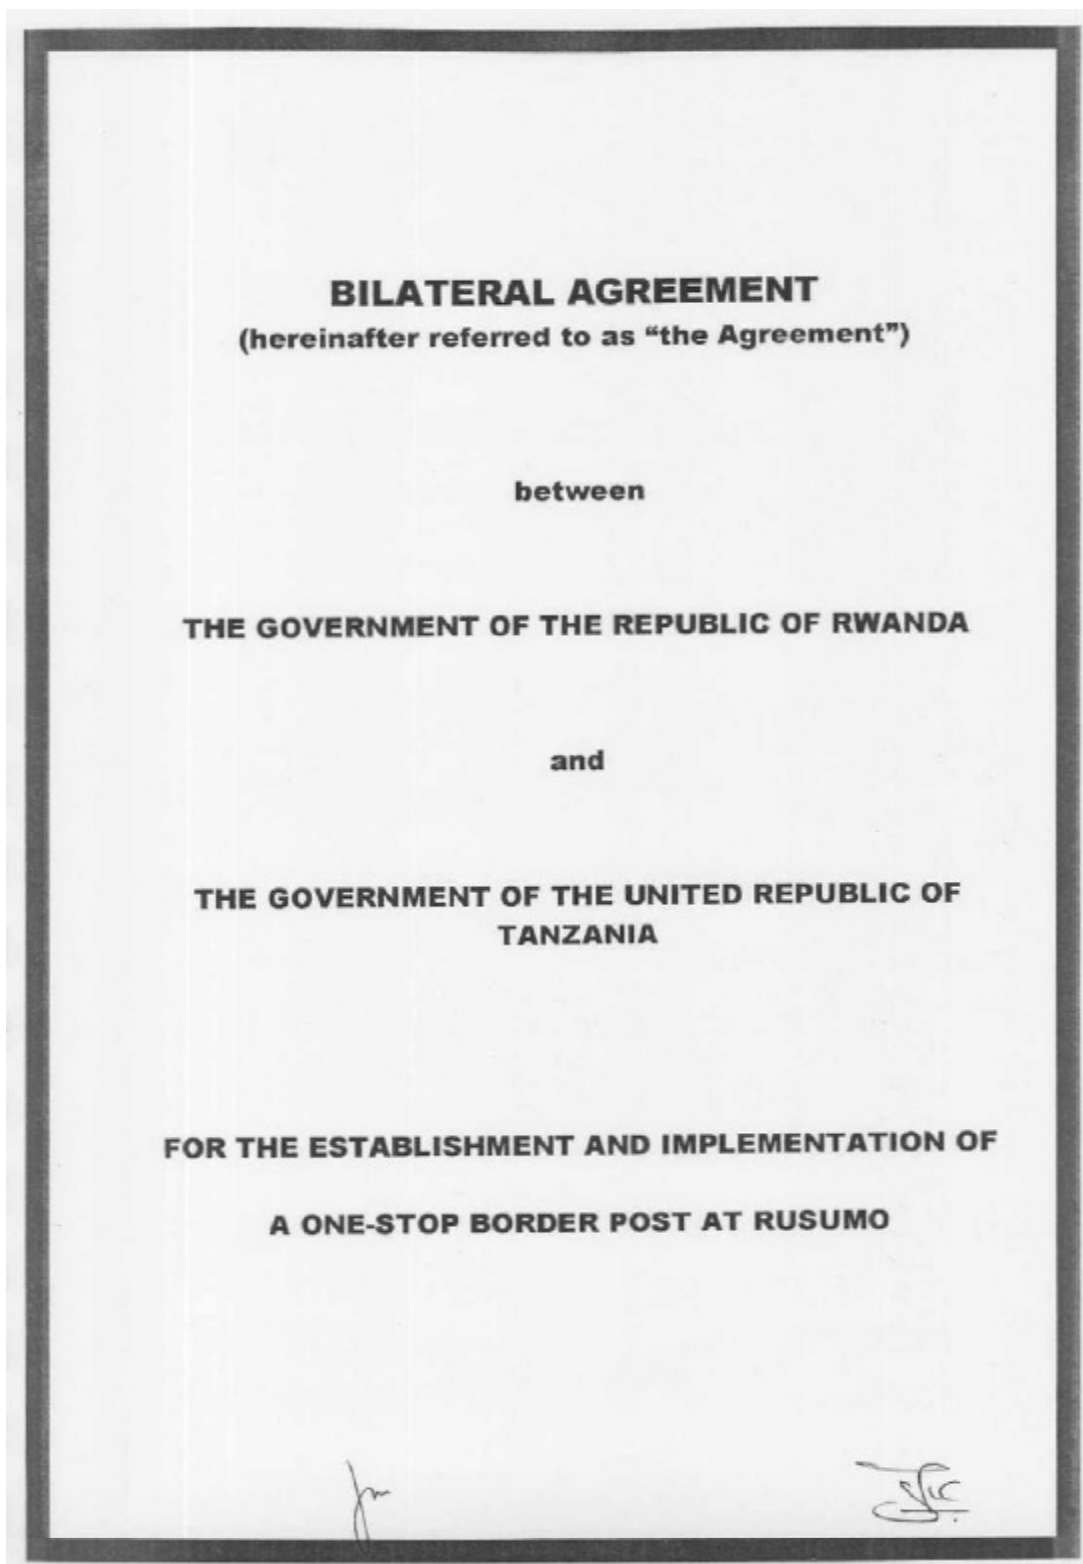 BILATERAL AGREEMENT
(hereinafter referred to as “the Agreement”)
between
THE GOVERNMENT OF THE REPUBLIC OF RWANDA
and
THE GOVERNMENT OF THE UNITED REPUBLIC OF
TANZANIA
FOR THE ESTABLISHMENT AND IMPLEMENTATION OF
A ONE-STOP BORDER POST AT RUSUMO